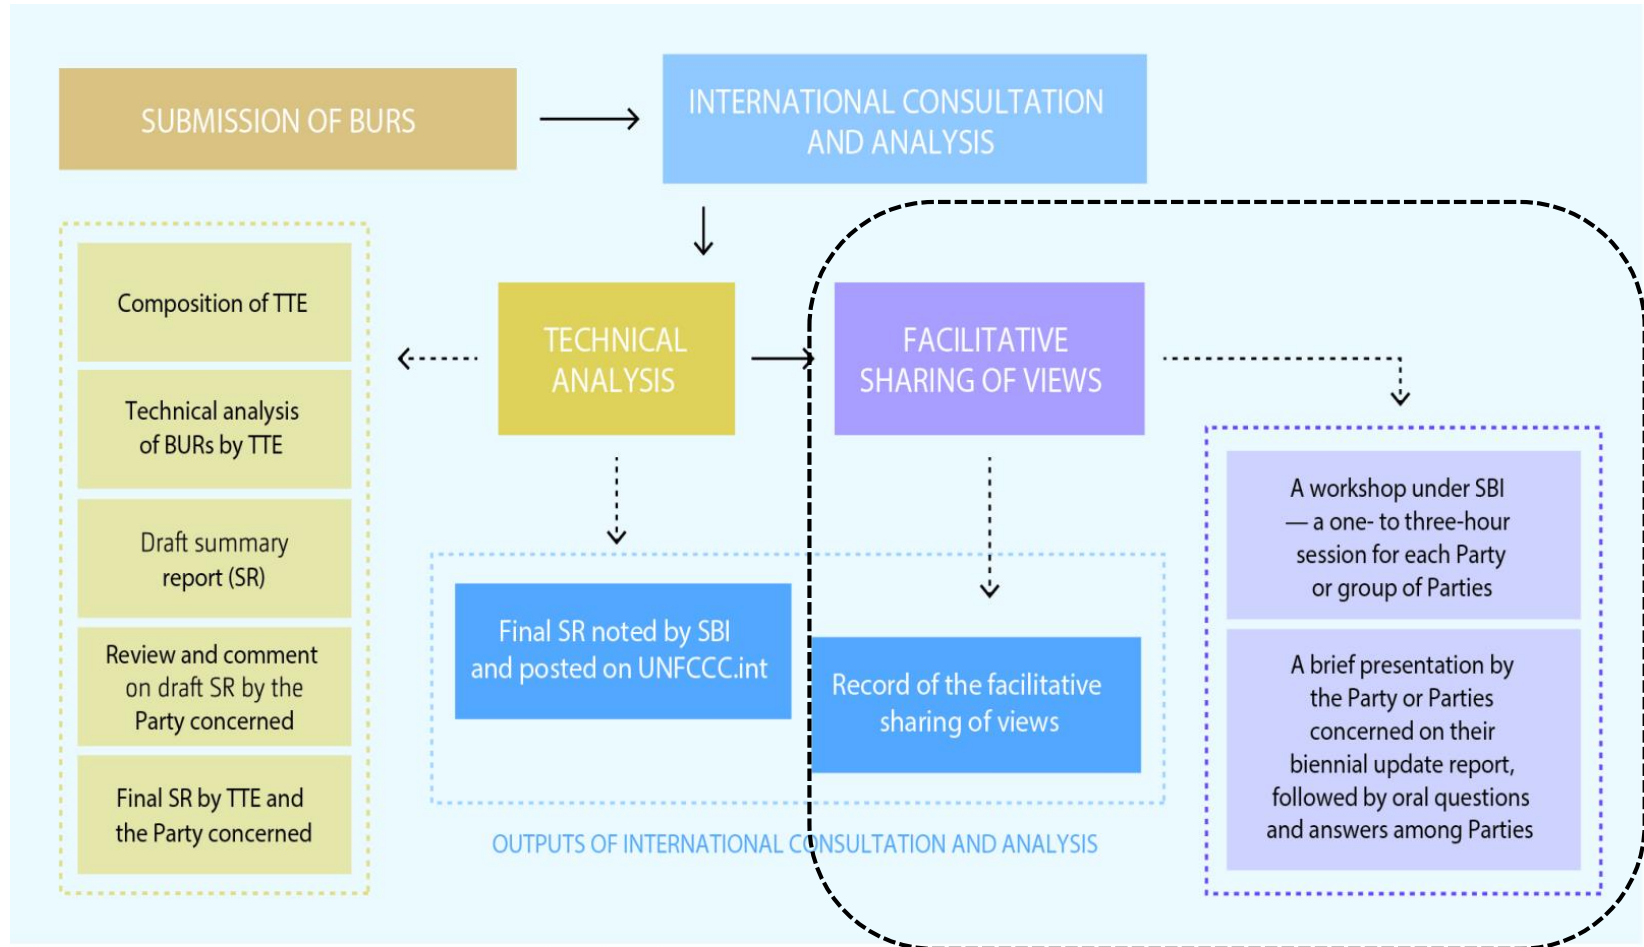 SUBMISSION OF BURS
INTERNATIONAL CONSULTATION
AND ANALYSIS
Composition of TTE
Technical analysis
of BURs by TTE
Draft summary
report (SR)
Review and comment
on draft SR by the
Party concerned
Final SR by TTE and
the Party concerned
TECHNICAL
ANALYSIS
FACILITATIVE
SHARING OF VIEWS
Final SR noted by SBI
and posted on UNFCCC.int
Record of the facilitative
sharing of views
OUTPUTS OF INTERNATIONAL CONSULTATION AND ANALYSIS
A workshop under SBI
— a one- to three-hour
session for each Party
or group of Parties
A brief presentation by
the Party or Parties
concerned on their
biennial update report,
followed by oral questions
and answers among Parties